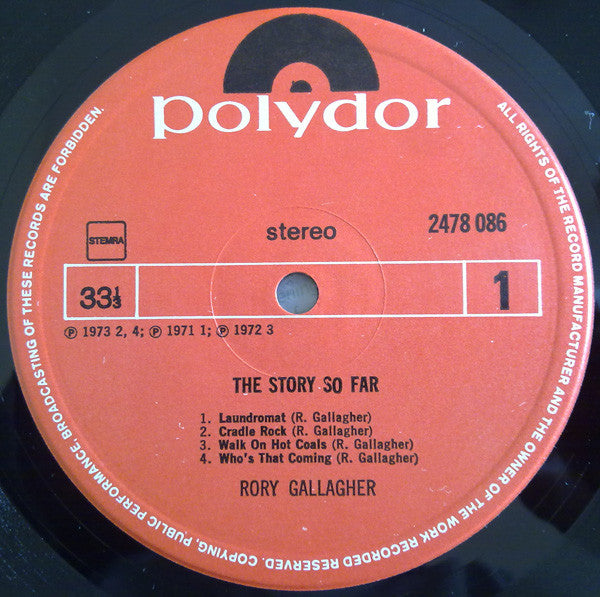 polydor
STEMRA
stereo
2478 086
33⅓
1
℗ 1973 2, 4; ℗ 1971 1; ℗ 1972 3
THE STORY SO FAR
1. Laundromat (R. Gallagher)
2. Cradle Rock (R. Gallagher)
3. Walk On Hot Coals (R. Gallagher)
4. Who's That Coming (R. Gallagher)
RORY GALLAGHER
ALL RIGHTS OF THE RECORD MANUFACTURER AND THE OWNER OF THE WORK RECORDED RESERVED. COPYING, PUBLIC PERFORMANCE, BROADCASTING OF THESE RECORDS ARE FORBIDDEN.